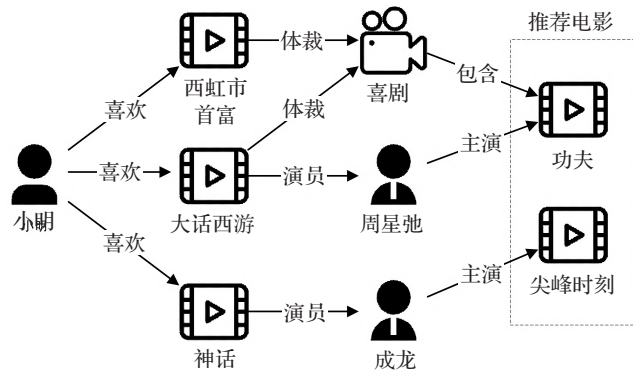 推荐电影
体裁
西虹市
首富
喜剧
包含
喜欢
体裁
功夫
主演
喜欢
演员
小明
大话西游
周星弛
喜欢
主演
尖峰时刻
演员
神话
成龙